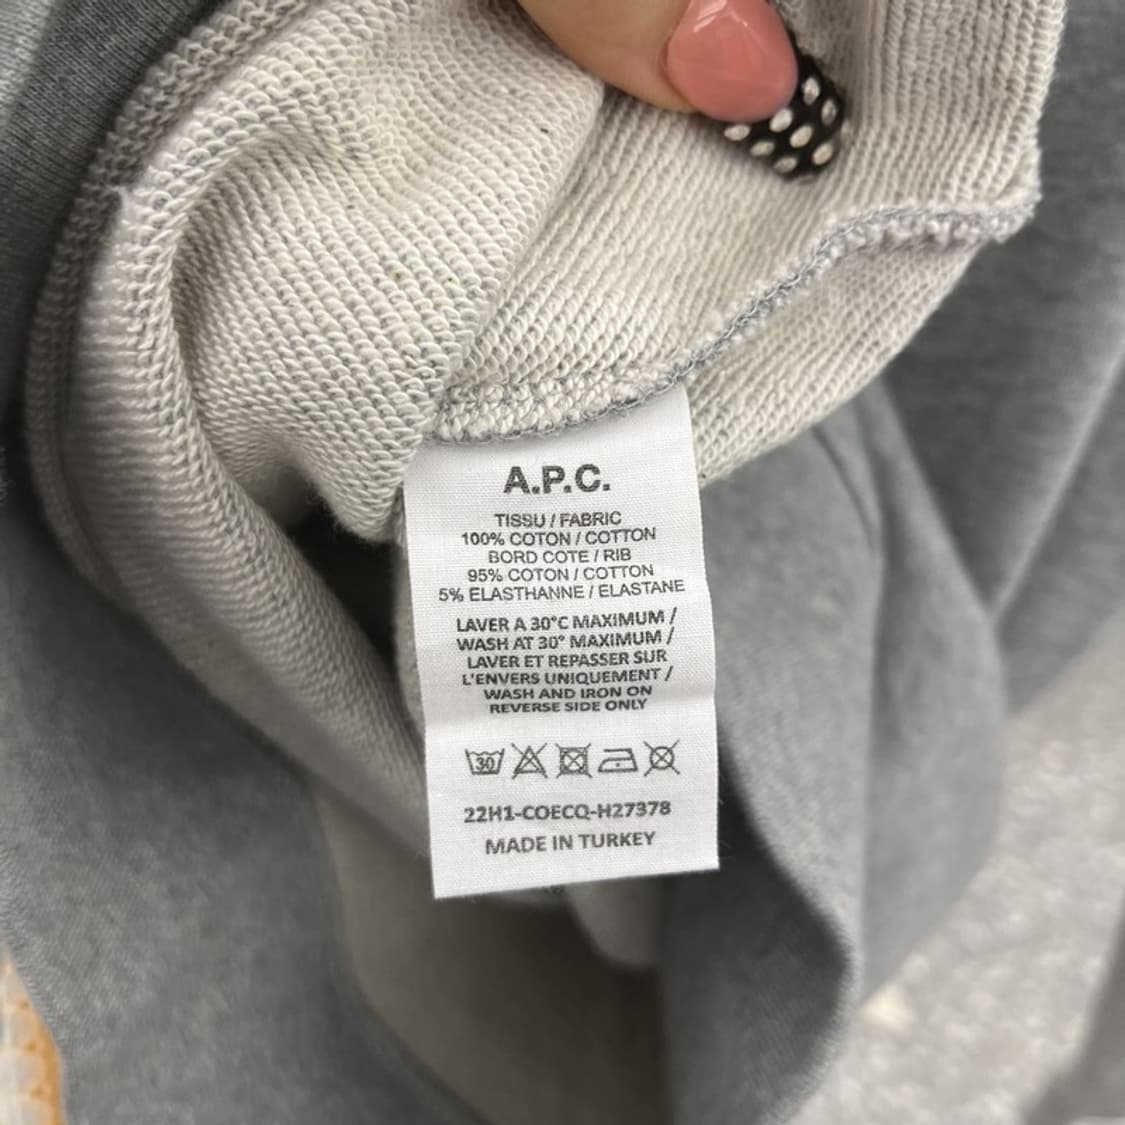 A.P.C.
TISSU / FABRIC
100% COTON / COTTON
BORD COTE / RIB
95% COTON / COTTON
5% ELASTHANNE / ELASTANE
LAVER A 30°C MAXIMUM /
WASH AT 30° MAXIMUM /
LAVER ET REPASSER SUR
L'ENVERS UNIQUEMENT /
WASH AND IRON ON
REVERSE SIDE ONLY
30
22H1-COECQ-H27378
MADE IN TURKEY